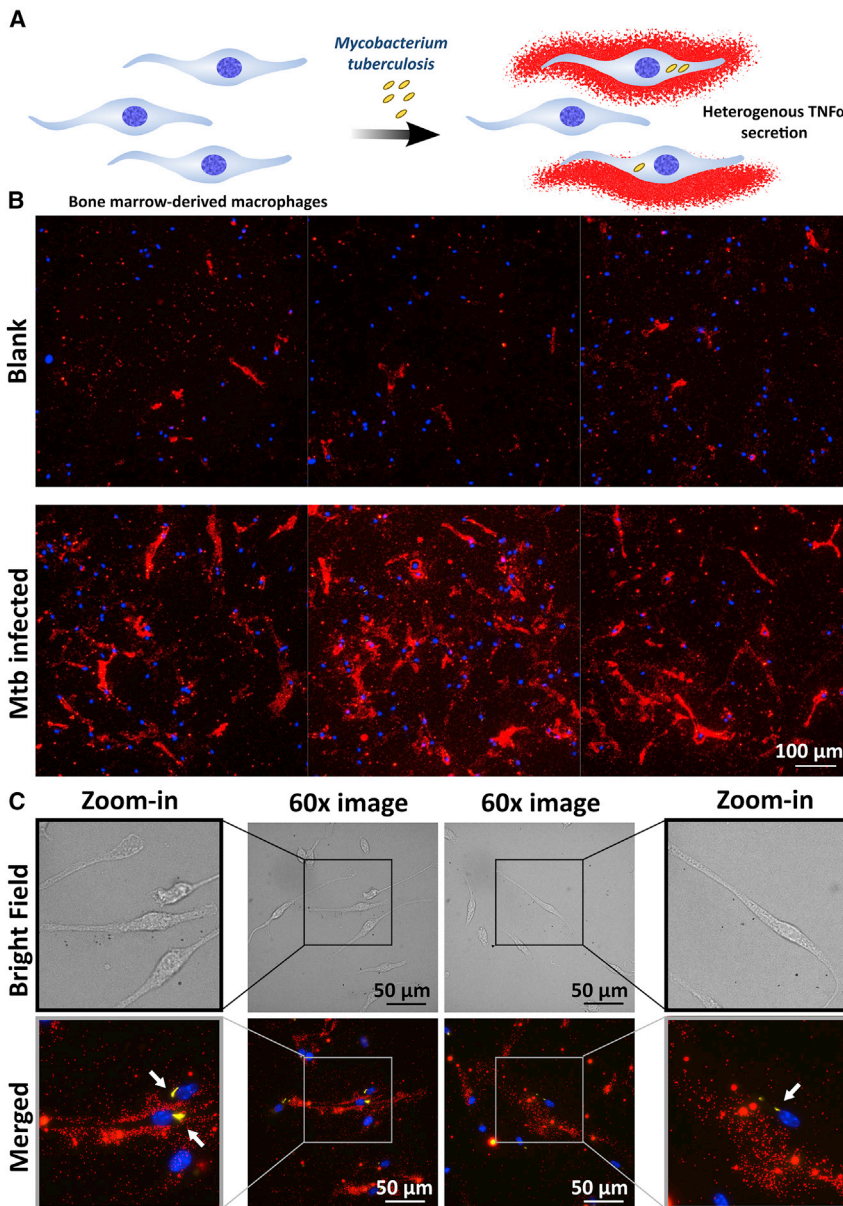 A
Mycobacterium
tuberculosis
Heterogenous TNFα
secretion
Bone marrow-derived macrophages
B
Blank
Mtb infected
100 µm
C
Zoom-in
60x image
60x image
Zoom-in
Bright Field
50 µm
50 µm
Merged
50 µm
50 µm